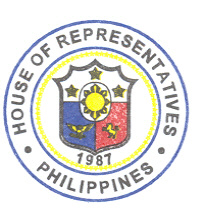 HOUSE OF REPRESENTATIVES
1987
PHILIPPINES